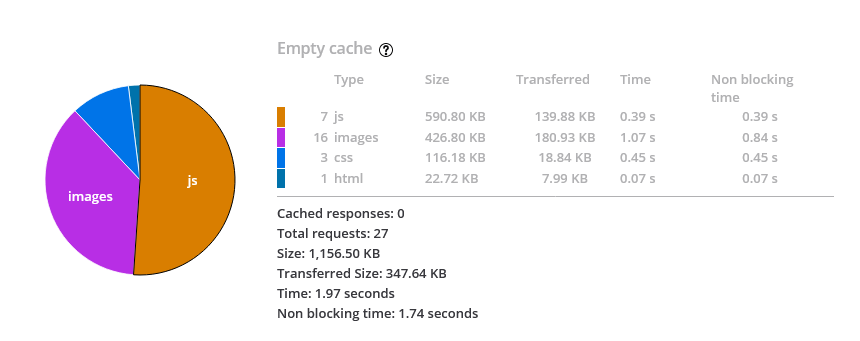 Empty cache ?
Type Size Transferred Time Non blocking time
7 js 590.80 KB 139.88 KB 0.39 s 0.39 s
16 images 426.80 KB 180.93 KB 1.07 s 0.84 s
3 css 116.18 KB 18.84 KB 0.45 s 0.45 s
1 html 22.72 KB 7.99 KB 0.07 s 0.07 s
js
images
Cached responses: 0
Total requests: 27
Size: 1,156.50 KB
Transferred Size: 347.64 KB
Time: 1.97 seconds
Non blocking time: 1.74 seconds